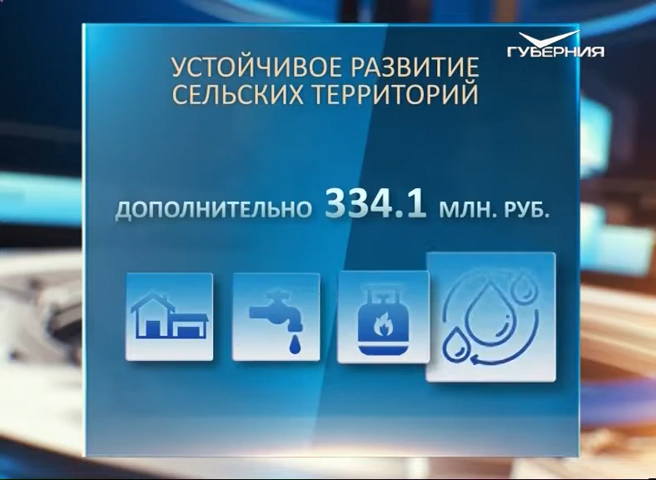 ГУБЕРНИЯ
УСТОЙЧИВОЕ РАЗВИТИЕ
СЕЛЬСКИХ ТЕРРИТОРИЙ
ДОПОЛНИТЕЛЬНО 334.1 МЛН. РУБ.